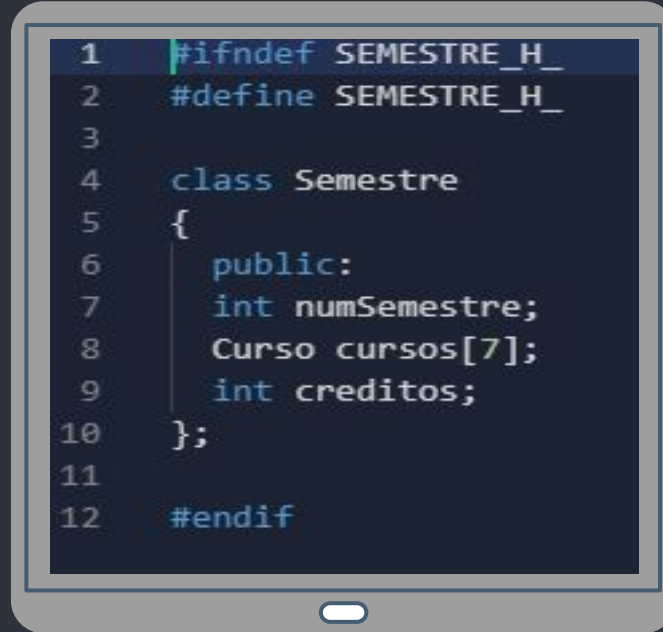 1 #ifndef SEMESTRE_H_
2 #define SEMESTRE_H_
3
4 class Semestre
5 {
6 public:
7 int numSemestre;
8 Curso cursos[7];
9 int creditos;
10 };
11
12 #endif